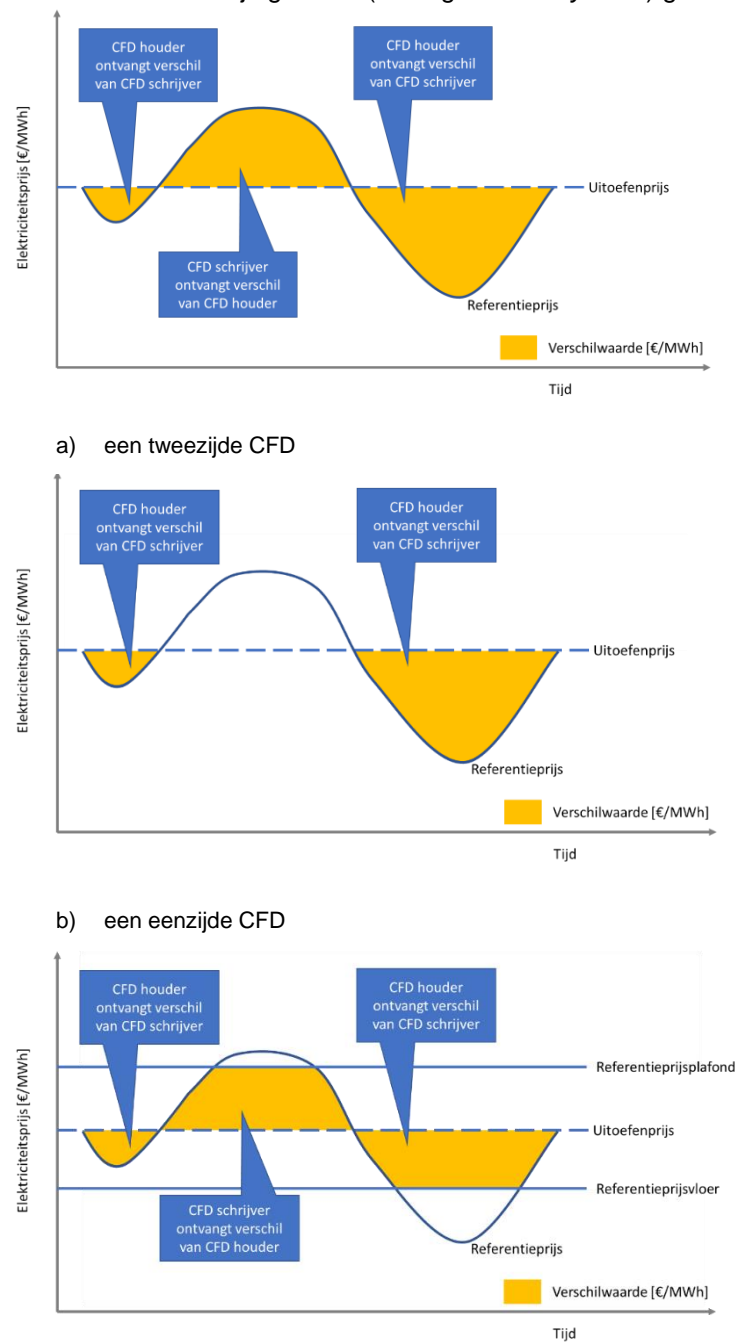 CFD houder
ontvangt verschil
van CFD schrijver
CFD houder
ontvangt verschil
van CFD schrijver
Elektriciteitsprijs [€/MWh]
Uitoefenprijs
CFD schrijver
ontvangt verschil
van CFD houder
Referentieprijs
Verschilwaarde [€/MWh]
Tijd
a) een tweezijde CFD
CFD houder
ontvangt verschil
van CFD schrijver
CFD houder
ontvangt verschil
van CFD schrijver
Elektriciteitsprijs [€/MWh]
Uitoefenprijs
Referentieprijs
Verschilwaarde [€/MWh]
Tijd
b) een eenzijde CFD
CFD houder
ontvangt verschil
van CFD schrijver
CFD houder
ontvangt verschil
van CFD schrijver
Referentieprijsplafond
Elektriciteitsprijs [€/MWh]
Uitoefenprijs
Referentieprijsvloer
CFD schrijver
ontvangt verschil
van CFD houder
Referentieprijs
Verschilwaarde [€/MWh]
Tijd